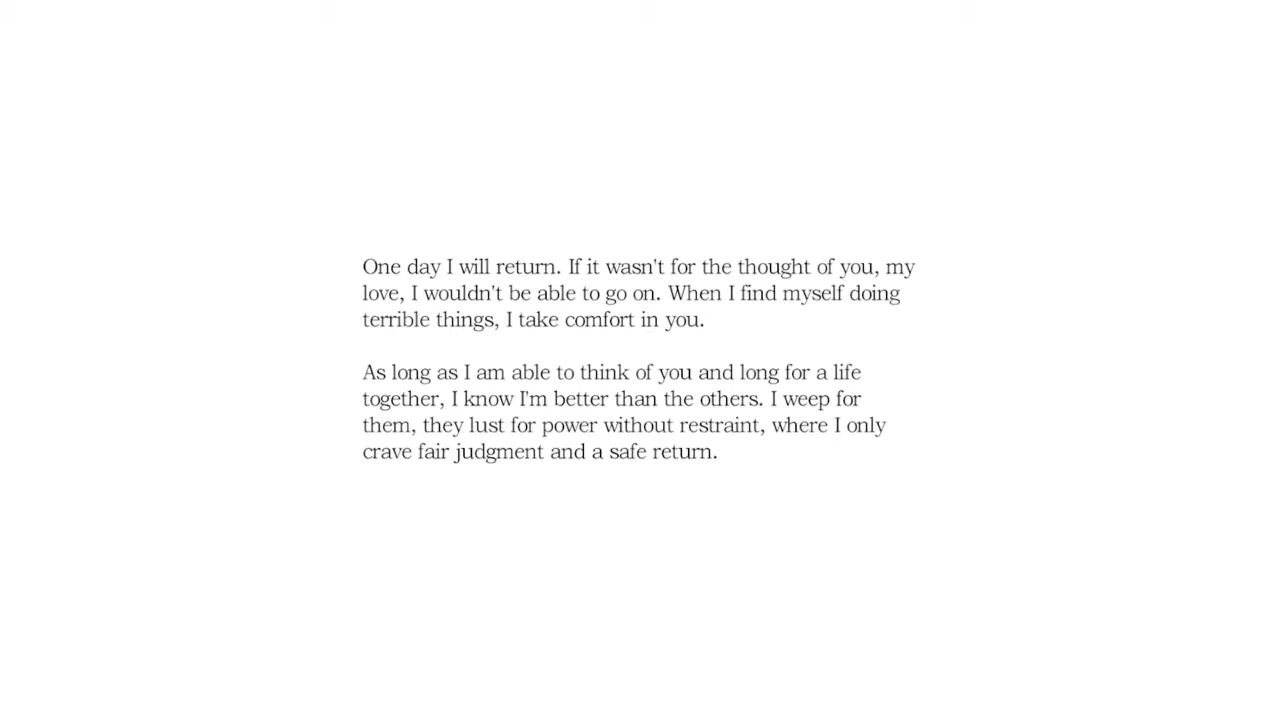 One day I will return. If it wasn't for the thought of you, my
love, I wouldn't be able to go on. When I find myself doing
terrible things, I take comfort in you.
As long as I am able to think of you and long for a life
together, I know I'm better than the others. I weep for
them, they lust for power without restraint, where I only
crave fair judgment and a safe return.